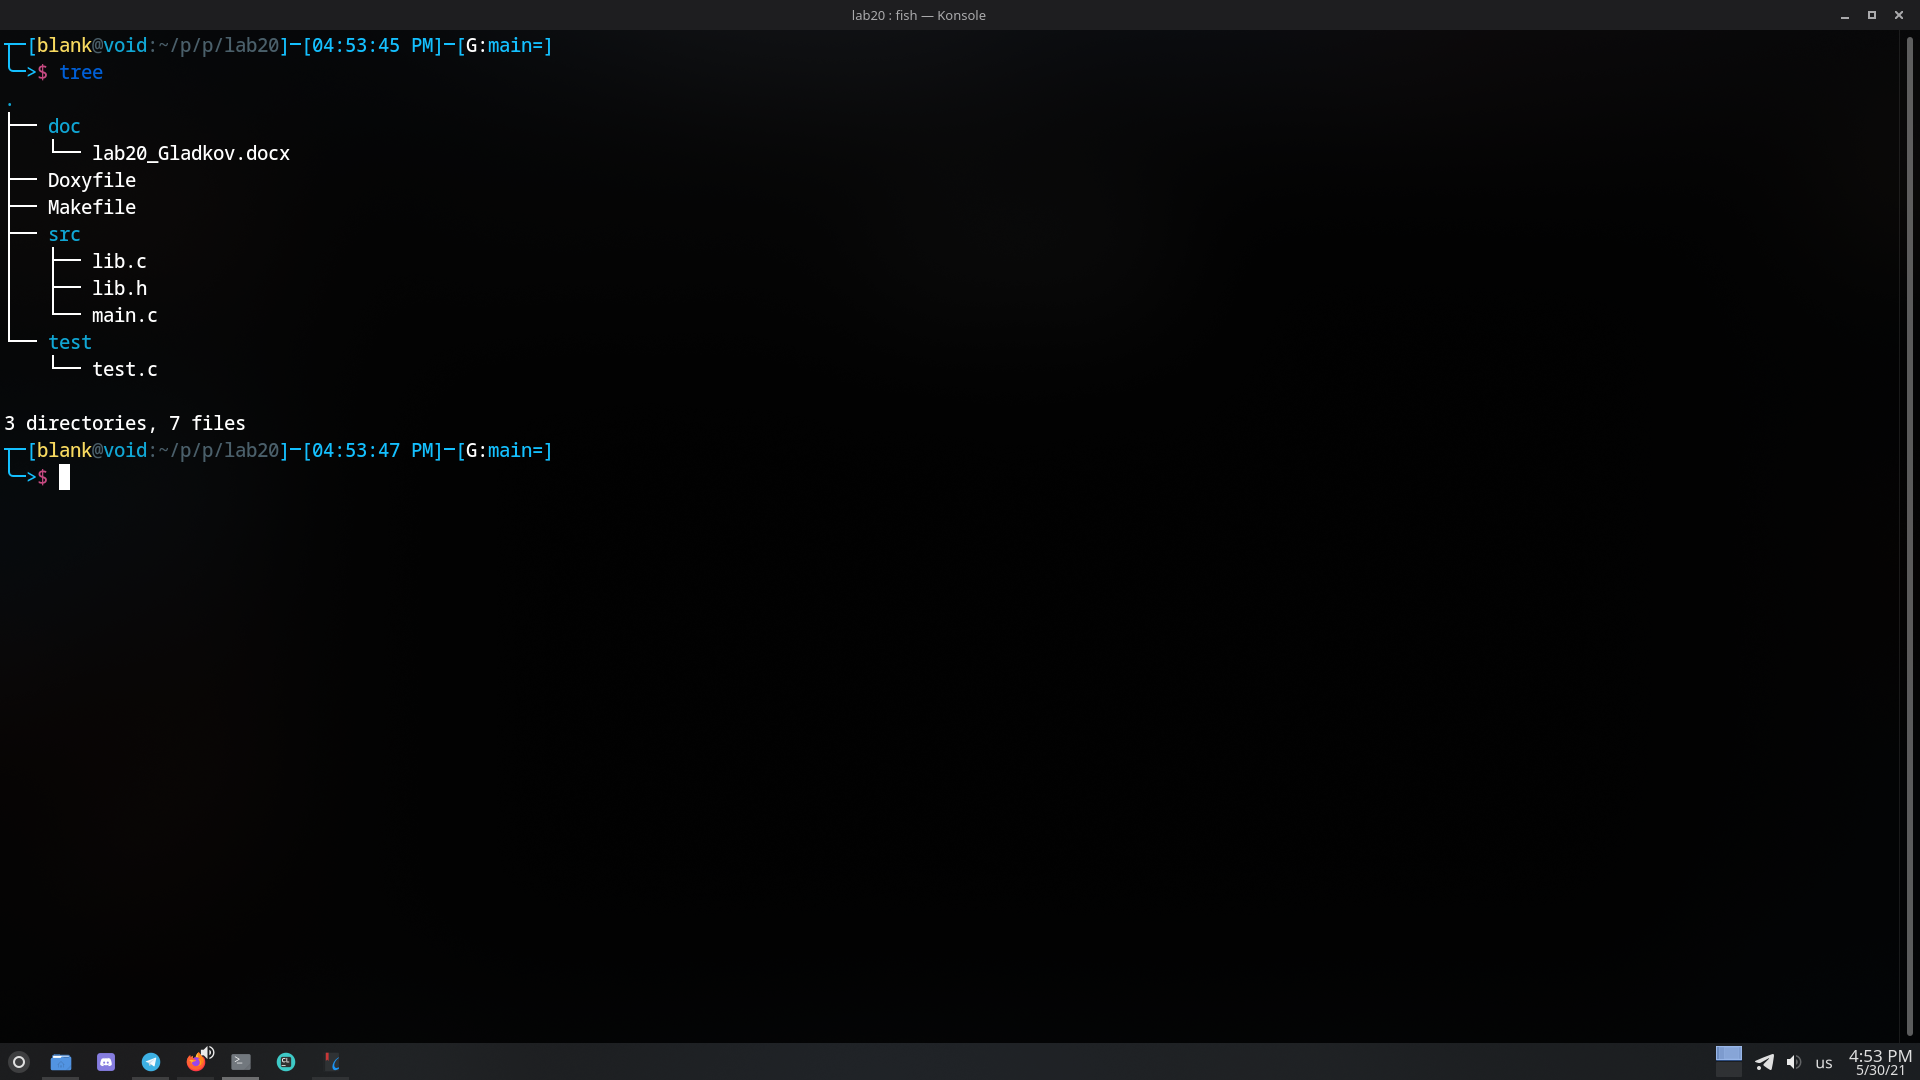 lab20 : fish — Konsole
┬─[blank@void:~/p/p/lab20]─[04:53:45 PM]─[G:main=]
╰─>$ tree
.
├── doc
│   └── lab20_Gladkov.docx
├── Doxyfile
├── Makefile
├── src
│   ├── lib.c
│   ├── lib.h
│   └── main.c
└── test
    └── test.c
3 directories, 7 files
┬─[blank@void:~/p/p/lab20]─[04:53:47 PM]─[G:main=]
╰─>$
us
4:53 PM
5/30/21